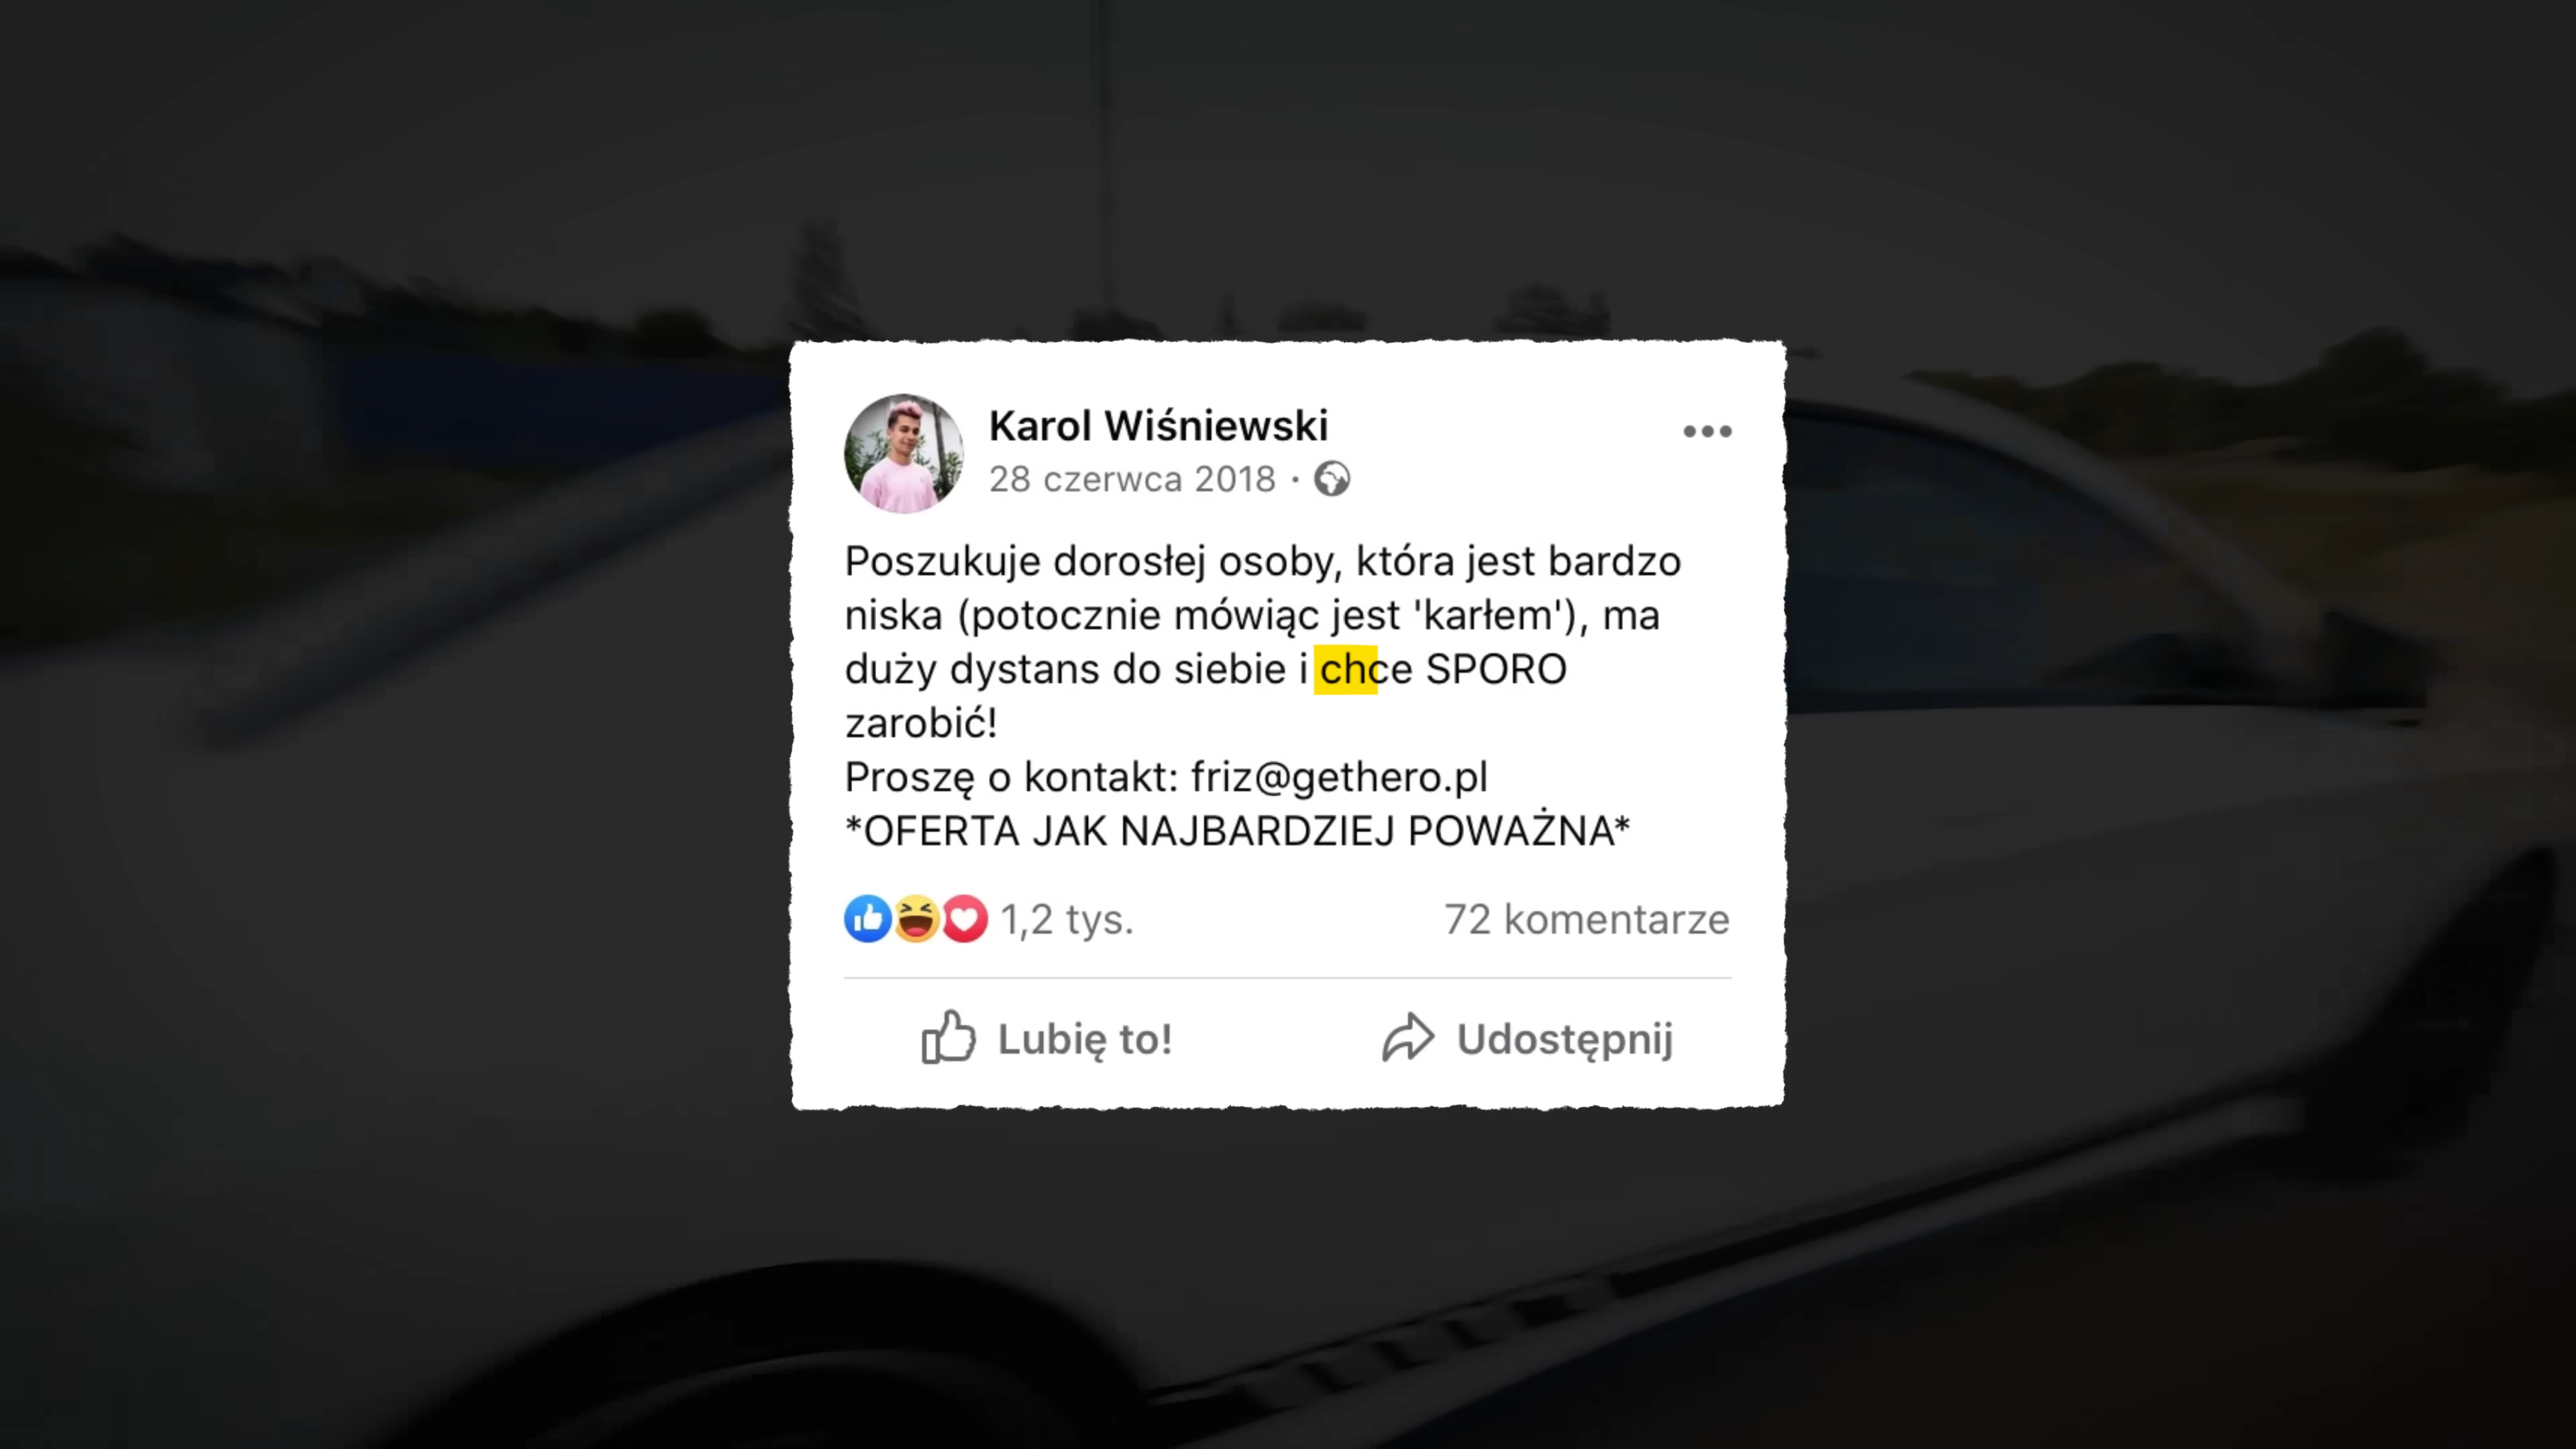 Karol Wiśniewski
28 czerwca 2018 ·
Poszukuje dorosłej osoby, która jest bardzo
niska (potocznie mówiąc jest 'karłem'), ma
duży dystans do siebie i chce SPORO
zarobić!
Proszę o kontakt: friz@gethero.pl
*OFERTA JAK NAJBARDZIEJ POWAŻNA*
1,2 tys. 72 komentarze
Lubię to! Udostępnij